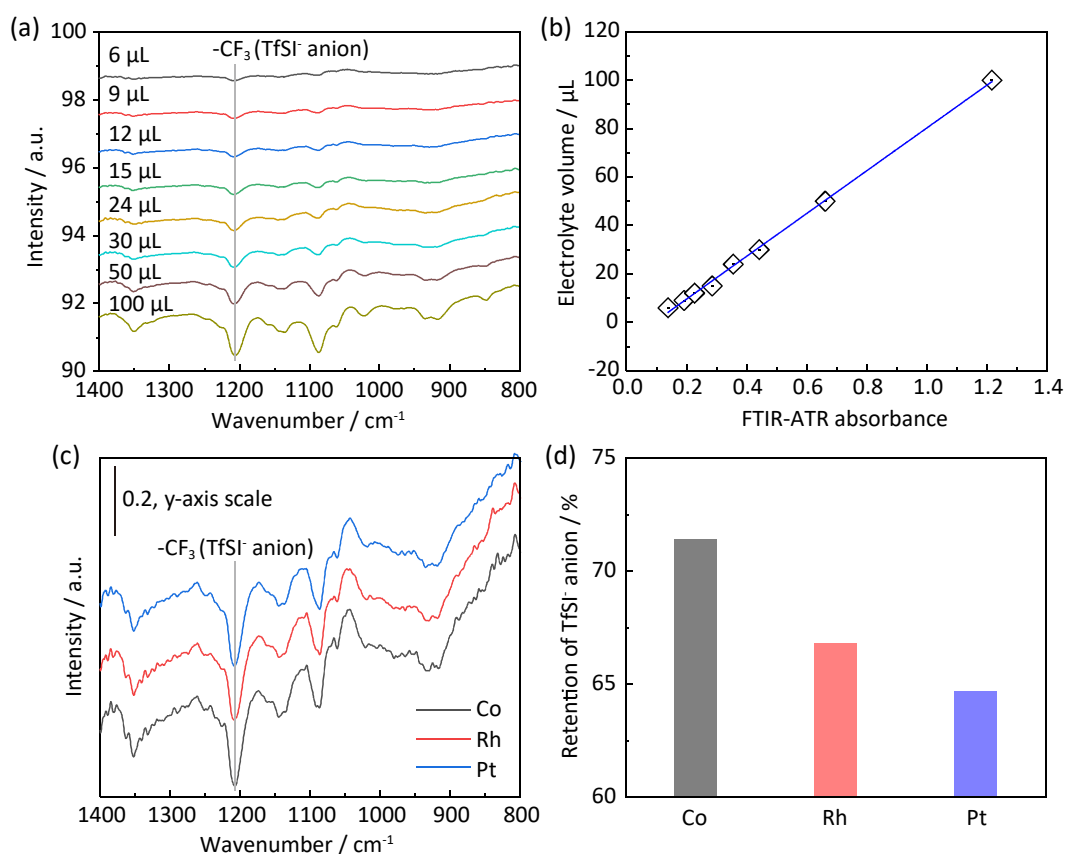 (a)
100
98
96
94
92
90
Intensity / a.u.
-CF₃ (TfSI⁻ anion)
6 µL
9 µL
12 µL
15 µL
24 µL
30 µL
50 µL
100 µL
1400 1300 1200 1100 1000 900 800
Wavenumber / cm⁻¹
(b)
120
100
80
60
40
20
0
-20
Electrolyte volume / µL
0.0 0.2 0.4 0.6 0.8 1.0 1.2 1.4
FTIR-ATR absorbance
(c)
0.2, y-axis scale
-CF₃ (TfSI⁻ anion)
Intensity / a.u.
Co
Rh
Pt
1400 1300 1200 1100 1000 900 800
Wavenumber / cm⁻¹
(d)
75
70
65
60
Retention of TfSI⁻ anion / %
Co Rh Pt